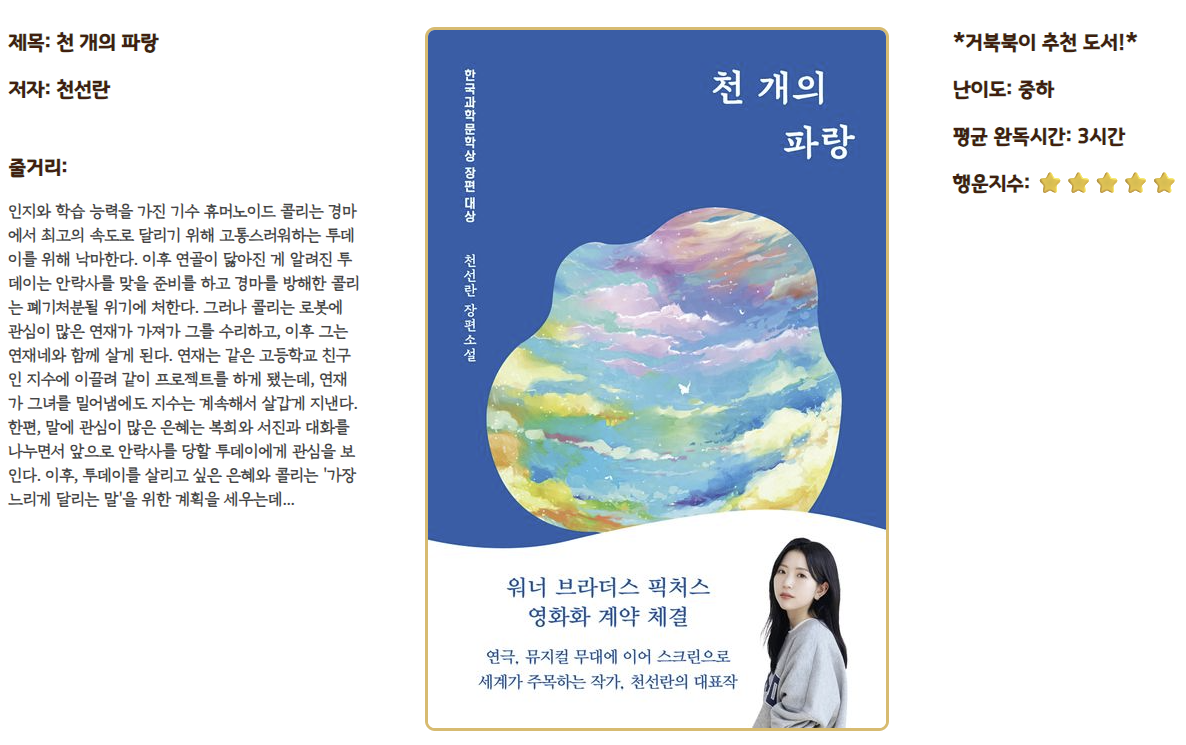 제목: 천 개의 파랑
저자: 천선란
줄거리:
인지와 학습 능력을 가진 기수 휴머노이드 콜리는 경마
에서 최고의 속도로 달리기 위해 고통스러워하는 투데
이를 위해 낙마한다. 이후 연골이 닳아진 게 알려진 투
데이는 안락사를 맞을 준비를 하고 경마를 방해한 콜리
는 폐기처분될 위기에 처한다. 그러나 콜리는 로봇에
관심이 많은 연재가 가져가 그를 수리하고, 이후 그는
연재네와 함께 살게 된다. 연재는 같은 고등학교 친구
인 지수에 이끌려 같이 프로젝트를 하게 됐는데, 연재
가 그녀를 밀어냄에도 지수는 계속해서 살갑게 지낸다.
한편, 말에 관심이 많은 은혜는 복희와 서진과 대화를
나누면서 앞으로 안락사를 당할 투데이에게 관심을 보
인다. 이후, 투데이를 살리고 싶은 은혜와 콜리는 '가장
느리게 달리는 말'을 위한 계획을 세우는데...
한국과학문학상 장편 대상
천선란 장편소설
천 개의
파랑
워너 브라더스 픽처스
영화화 계약 체결
연극, 뮤지컬 무대에 이어 스크린으로
세계가 주목하는 작가, 천선란의 대표작
*거북북이 추천 도서!*
난이도: 중하
평균 완독시간: 3시간
행운지수: ⭐⭐⭐⭐⭐